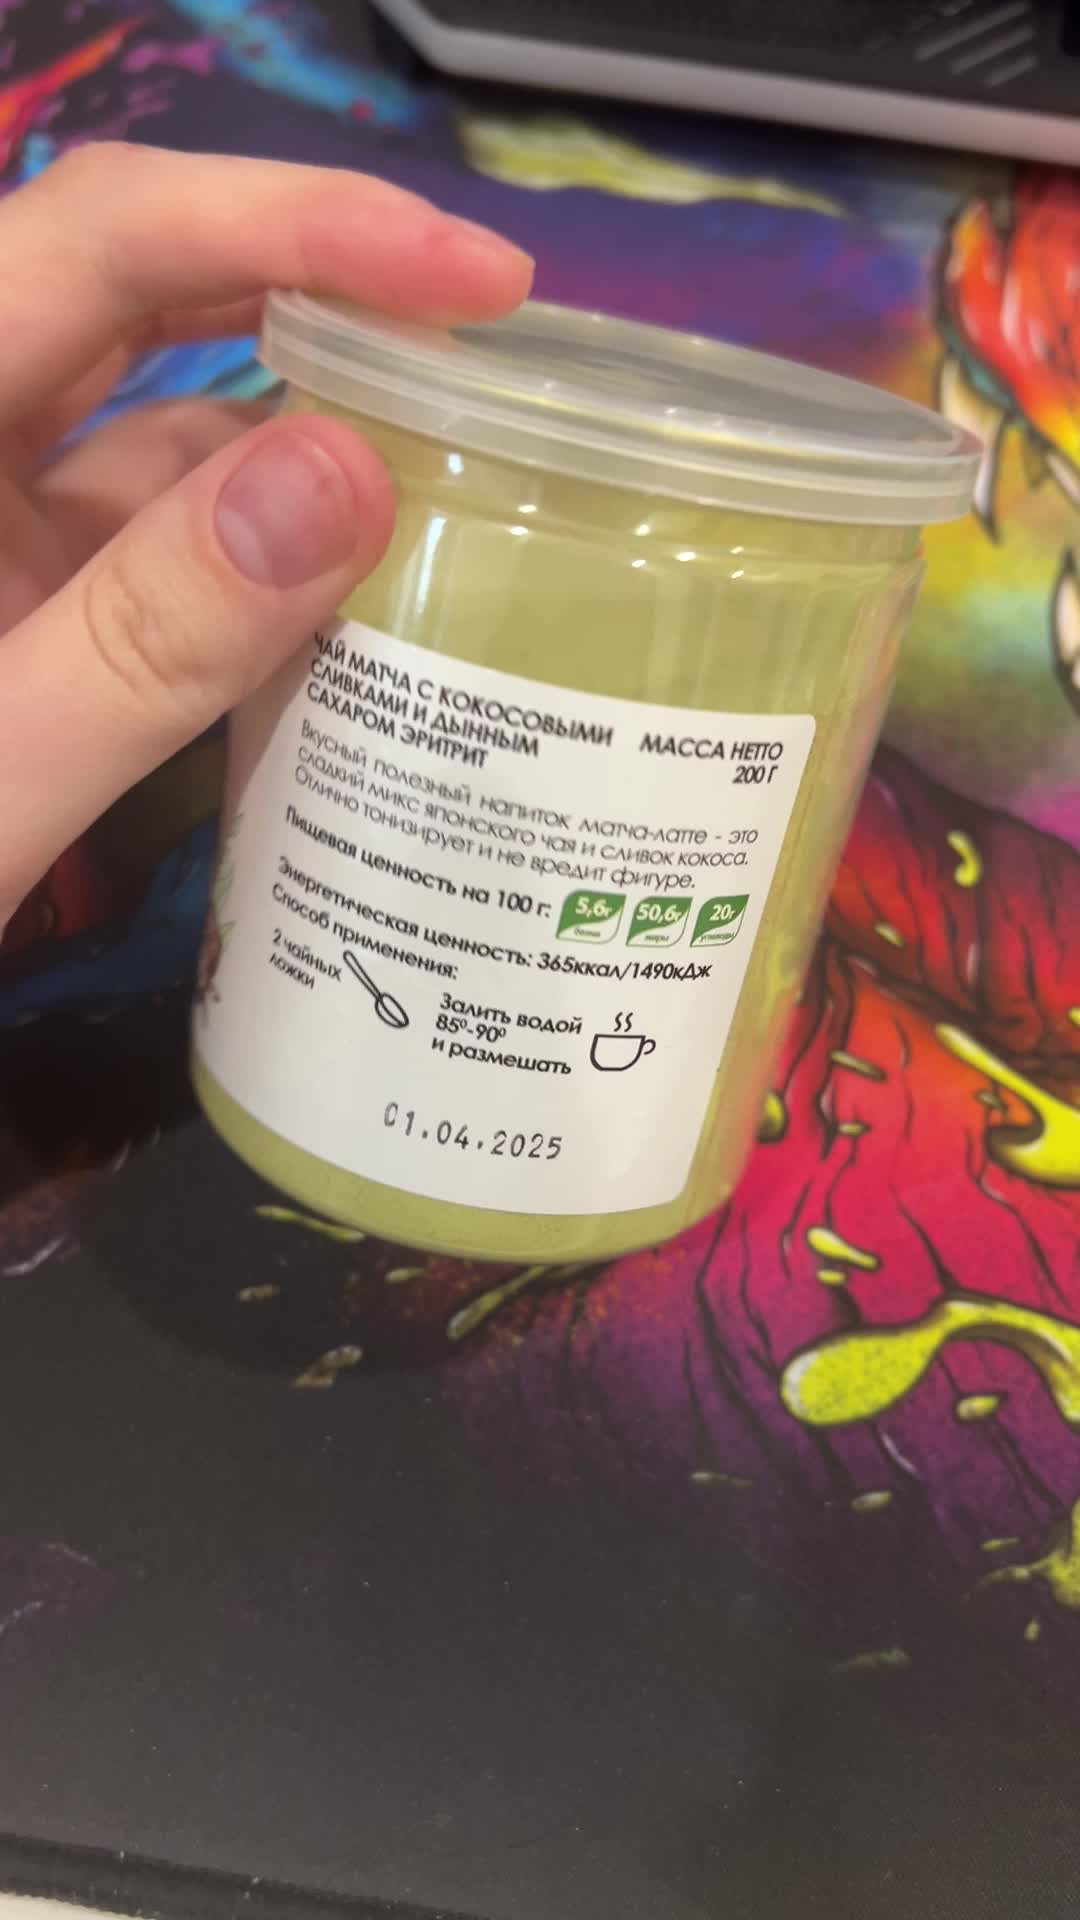 ЧАЙ МАТЧА С КОКОСОВЫМИ
СЛИВКАМИ И ДЫННЫМ
САХАРОМ ЭРИТРИТ
МАССА НЕТТО
200 Г
Вкусный полезный напиток матча-латте - это
сладкий микс японского чая и сливок кокоса.
Отлично тонизирует и не вредит фигуре.
Пищевая ценность на 100 г:
5,6г
белки
50,6г
жиры
20г
углеводы
Энергетическая ценность: 365ккал/1490кДж
Способ применения:
2 чайных
ложки
Залить водой
85⁰-90⁰
и размешать
01.04.2025